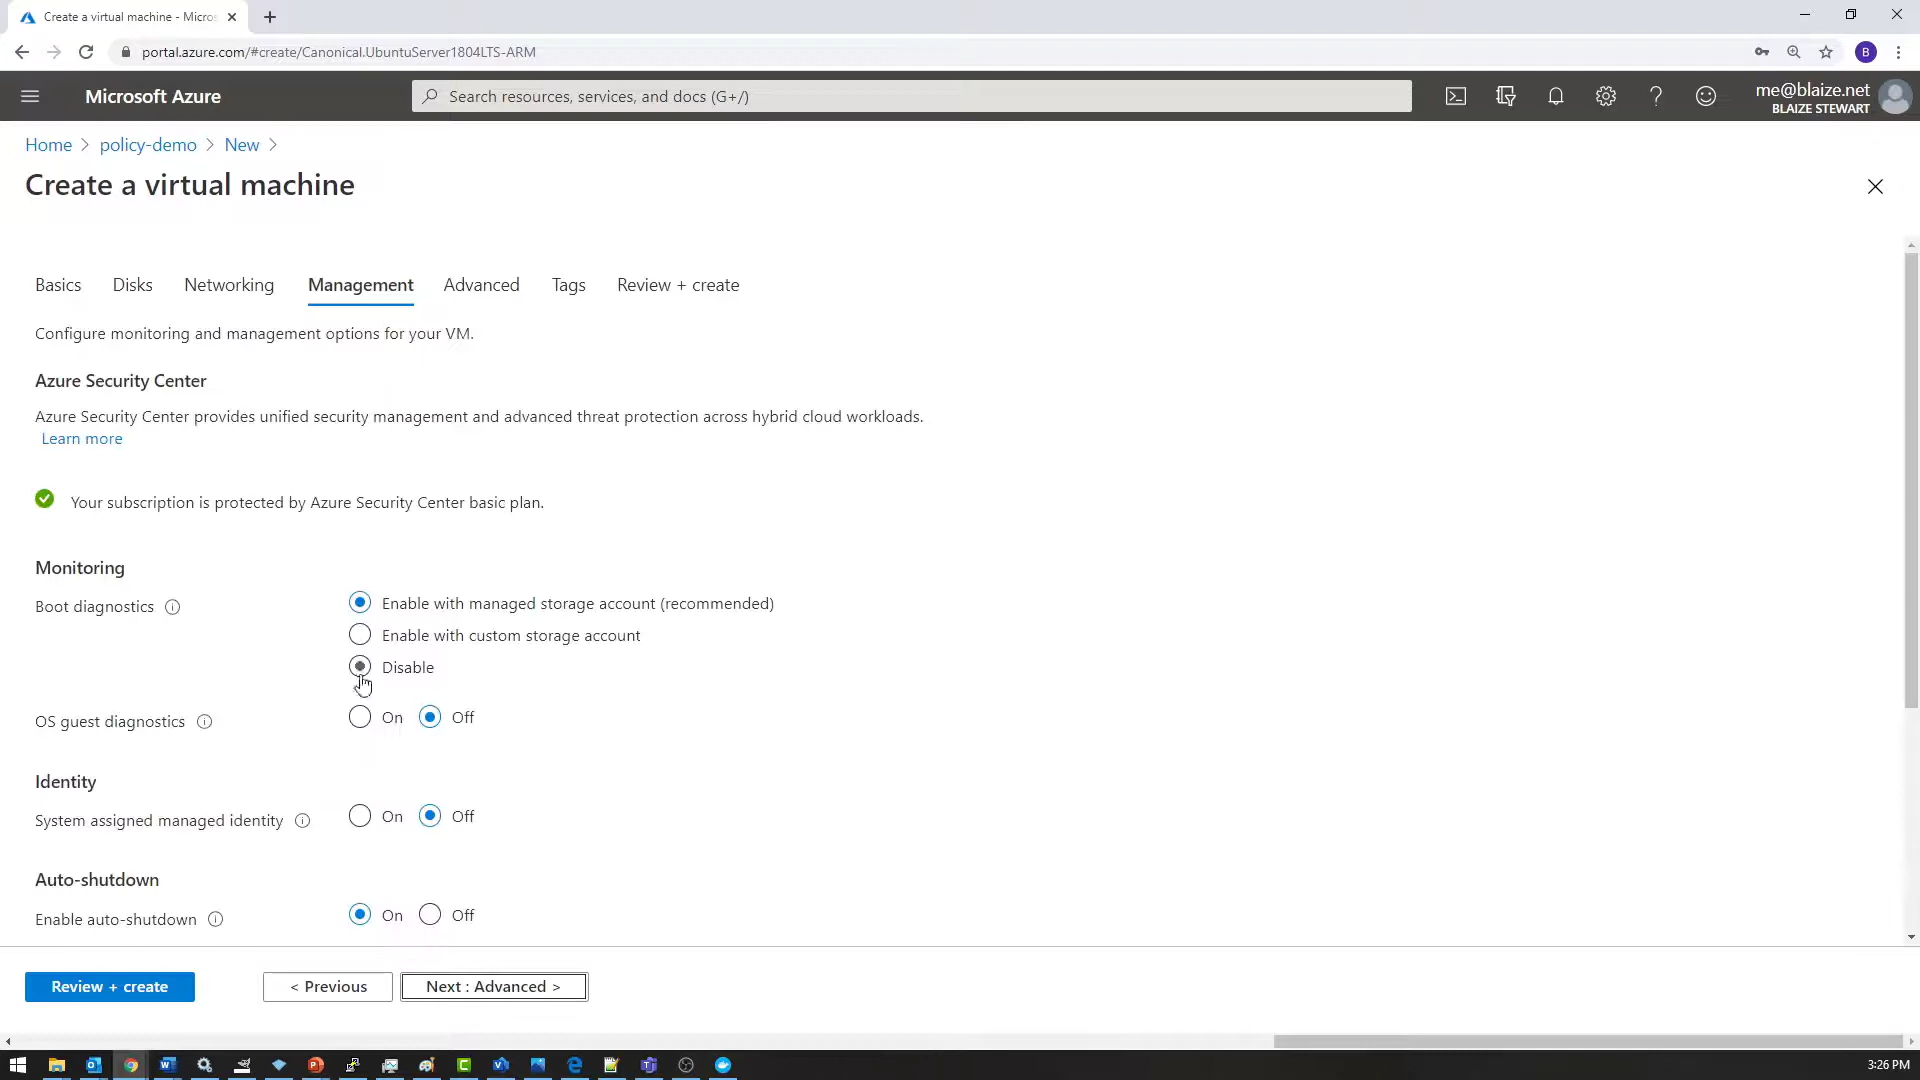 Create a virtual machine - Micros
portal.azure.com/#create/Canonical.UbuntuServer1804LTS-ARM
B
Microsoft Azure
Search resources, services, and docs (G+/)
me@blaize.net
BLAIZE STEWART
Home > policy-demo > New >
Create a virtual machine
Basics Disks Networking Management Advanced Tags Review + create
Configure monitoring and management options for your VM.
Azure Security Center
Azure Security Center provides unified security management and advanced threat protection across hybrid cloud workloads.
Learn more
Your subscription is protected by Azure Security Center basic plan.
Monitoring
Boot diagnostics
Enable with managed storage account (recommended)
Enable with custom storage account
Disable
OS guest diagnostics
On Off
Identity
System assigned managed identity
On Off
Auto-shutdown
Enable auto-shutdown
On Off
Review + create
< Previous
Next : Advanced >
3:26 PM